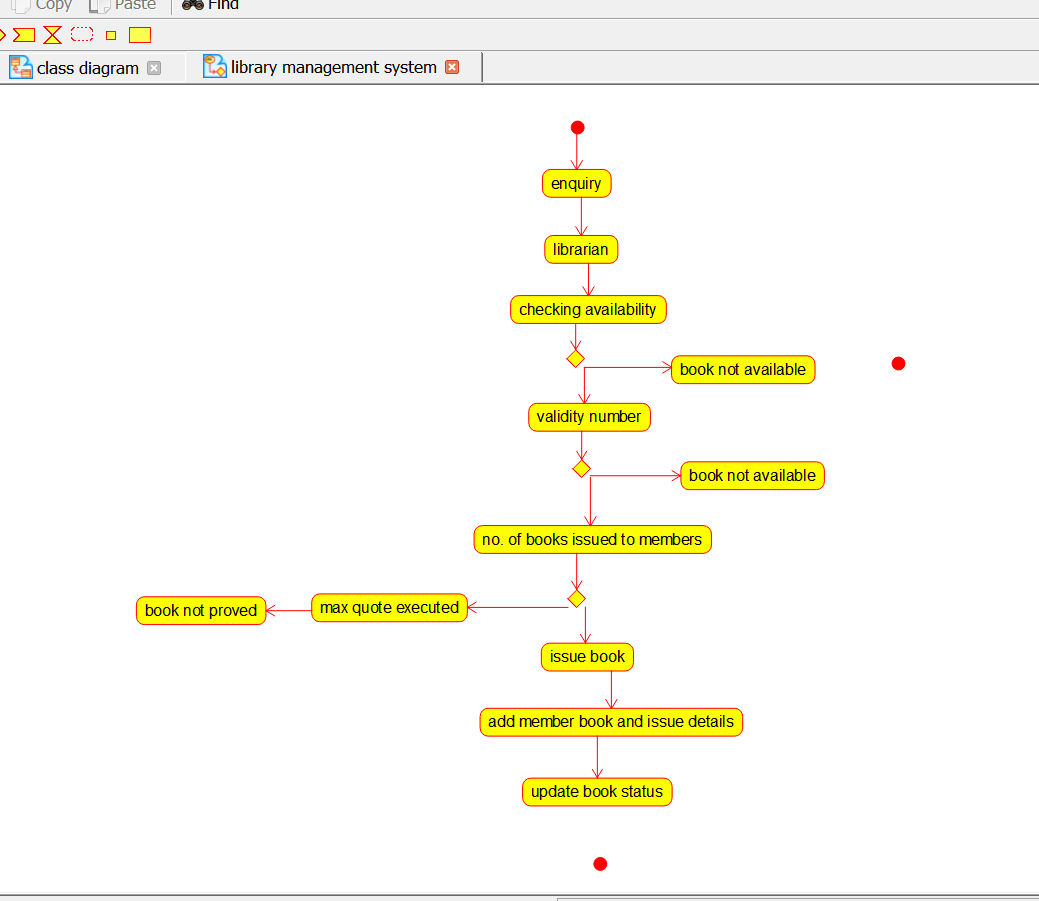 Copy
Paste
Find
class diagram
library management system
enquiry
librarian
checking availability
book not available
validity number
book not available
no. of books issued to members
book not proved
max quote executed
issue book
add member book and issue details
update book status